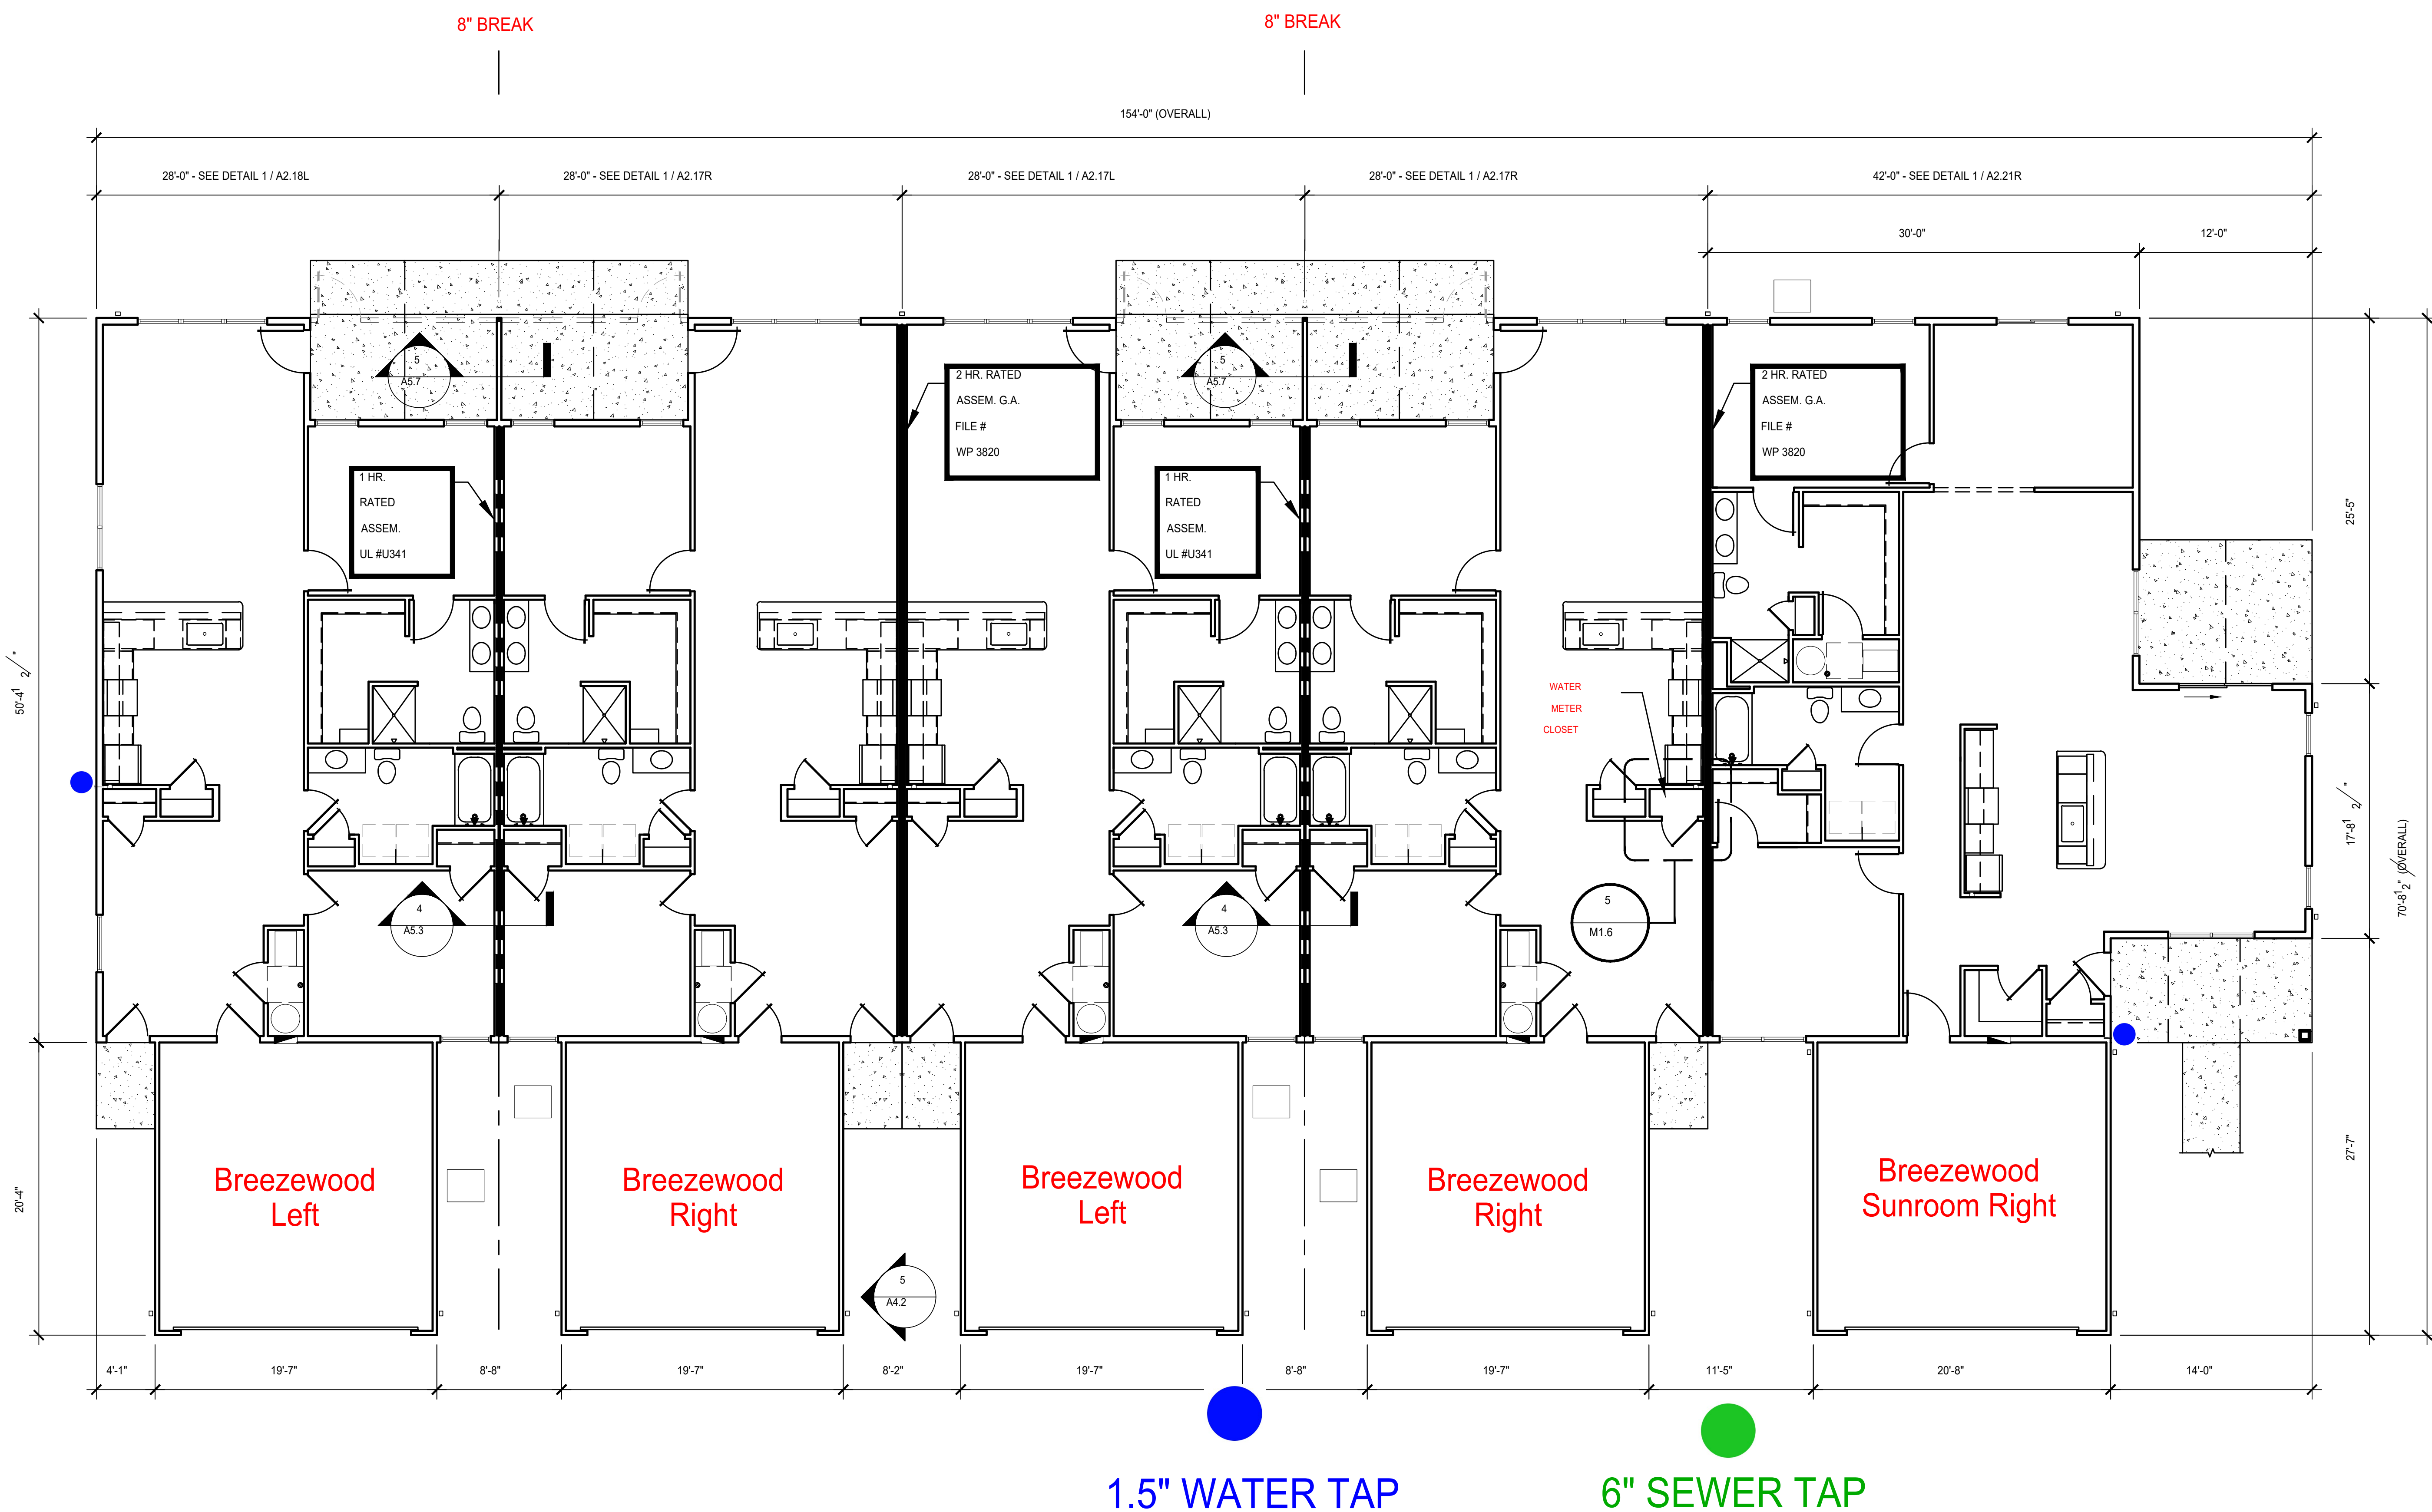 8" BREAK
8" BREAK
154'-0" (OVERALL)
28'-0" - SEE DETAIL 1 / A2.18L
28'-0" - SEE DETAIL 1 / A2.17R
28'-0" - SEE DETAIL 1 / A2.17L
28'-0" - SEE DETAIL 1 / A2.17R
42'-0" - SEE DETAIL 1 / A2.21R
30'-0"
12'-0"
5
A5.7
5
A5.7
2 HR. RATED
ASSEM. G.A.
FILE #
WP 3820
2 HR. RATED
ASSEM. G.A.
FILE #
WP 3820
1 HR.
RATED
ASSEM.
UL #U341
1 HR.
RATED
ASSEM.
UL #U341
25'-5"
50'-4 1/2"
WATER
METER
CLOSET
17'-8 1/2"
70'-8 1/2" (OVERALL)
4
A5.3
4
A5.3
5
M1.6
27'-7"
20'-4"
Breezewood
Left
Breezewood
Right
Breezewood
Left
Breezewood
Right
Breezewood
Sunroom Right
5
A4.2
4'-1"
19'-7"
8'-8"
19'-7"
8'-2"
19'-7"
8'-8"
19'-7"
11'-5"
20'-8"
14'-0"
1.5" WATER TAP
6" SEWER TAP